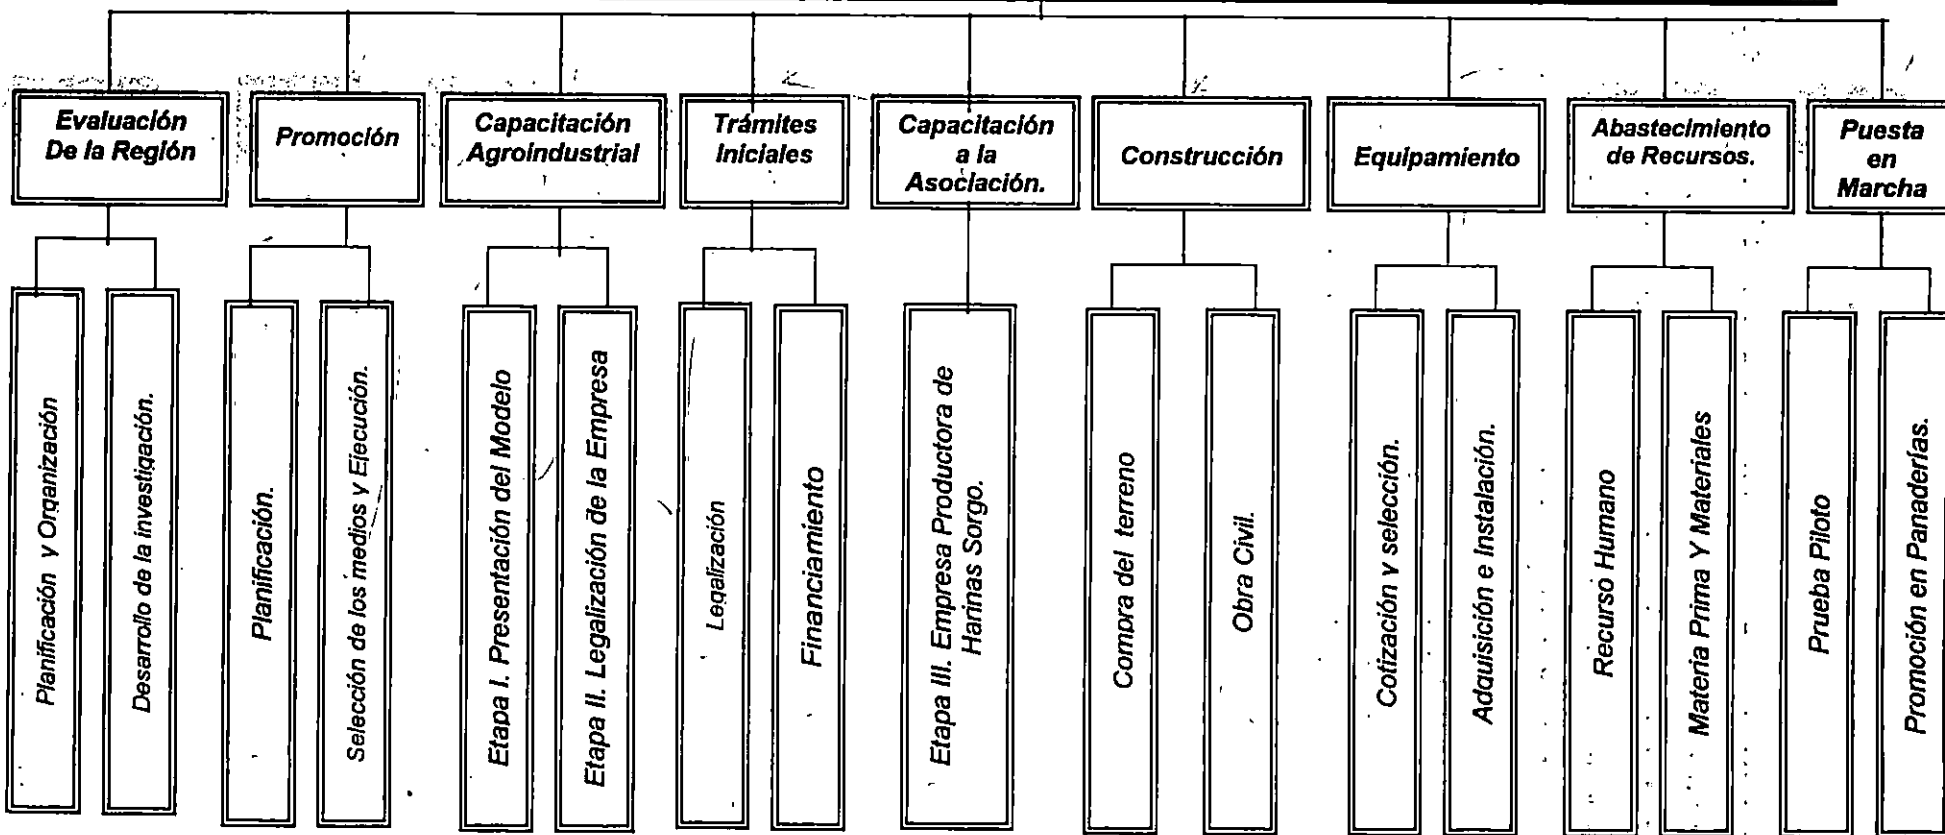 Evaluación
De la Región
Promoción
Capacitación
Agroindustrial
Trámites
Iniciales
Capacitación
a la
Asociación.
Construcción
Equipamiento
Abastecimiento
de Recursos.
Puesta
en
Marcha
Planificación y Organización
Desarrollo de la investigación.
Planificación.
Selección de los medios y Ejecución.
Etapa I. Presentación del Modelo
Etapa II. Legalización de la Empresa
Legalización
Financiamiento
Etapa III. Empresa Productora de
Harinas Sorgo.
Compra del terreno
Obra Civil.
Cotización y selección.
Adquisición e Instalación.
Recurso Humano
Materia Prima Y Materiales
Prueba Piloto
Promoción en Panaderías.